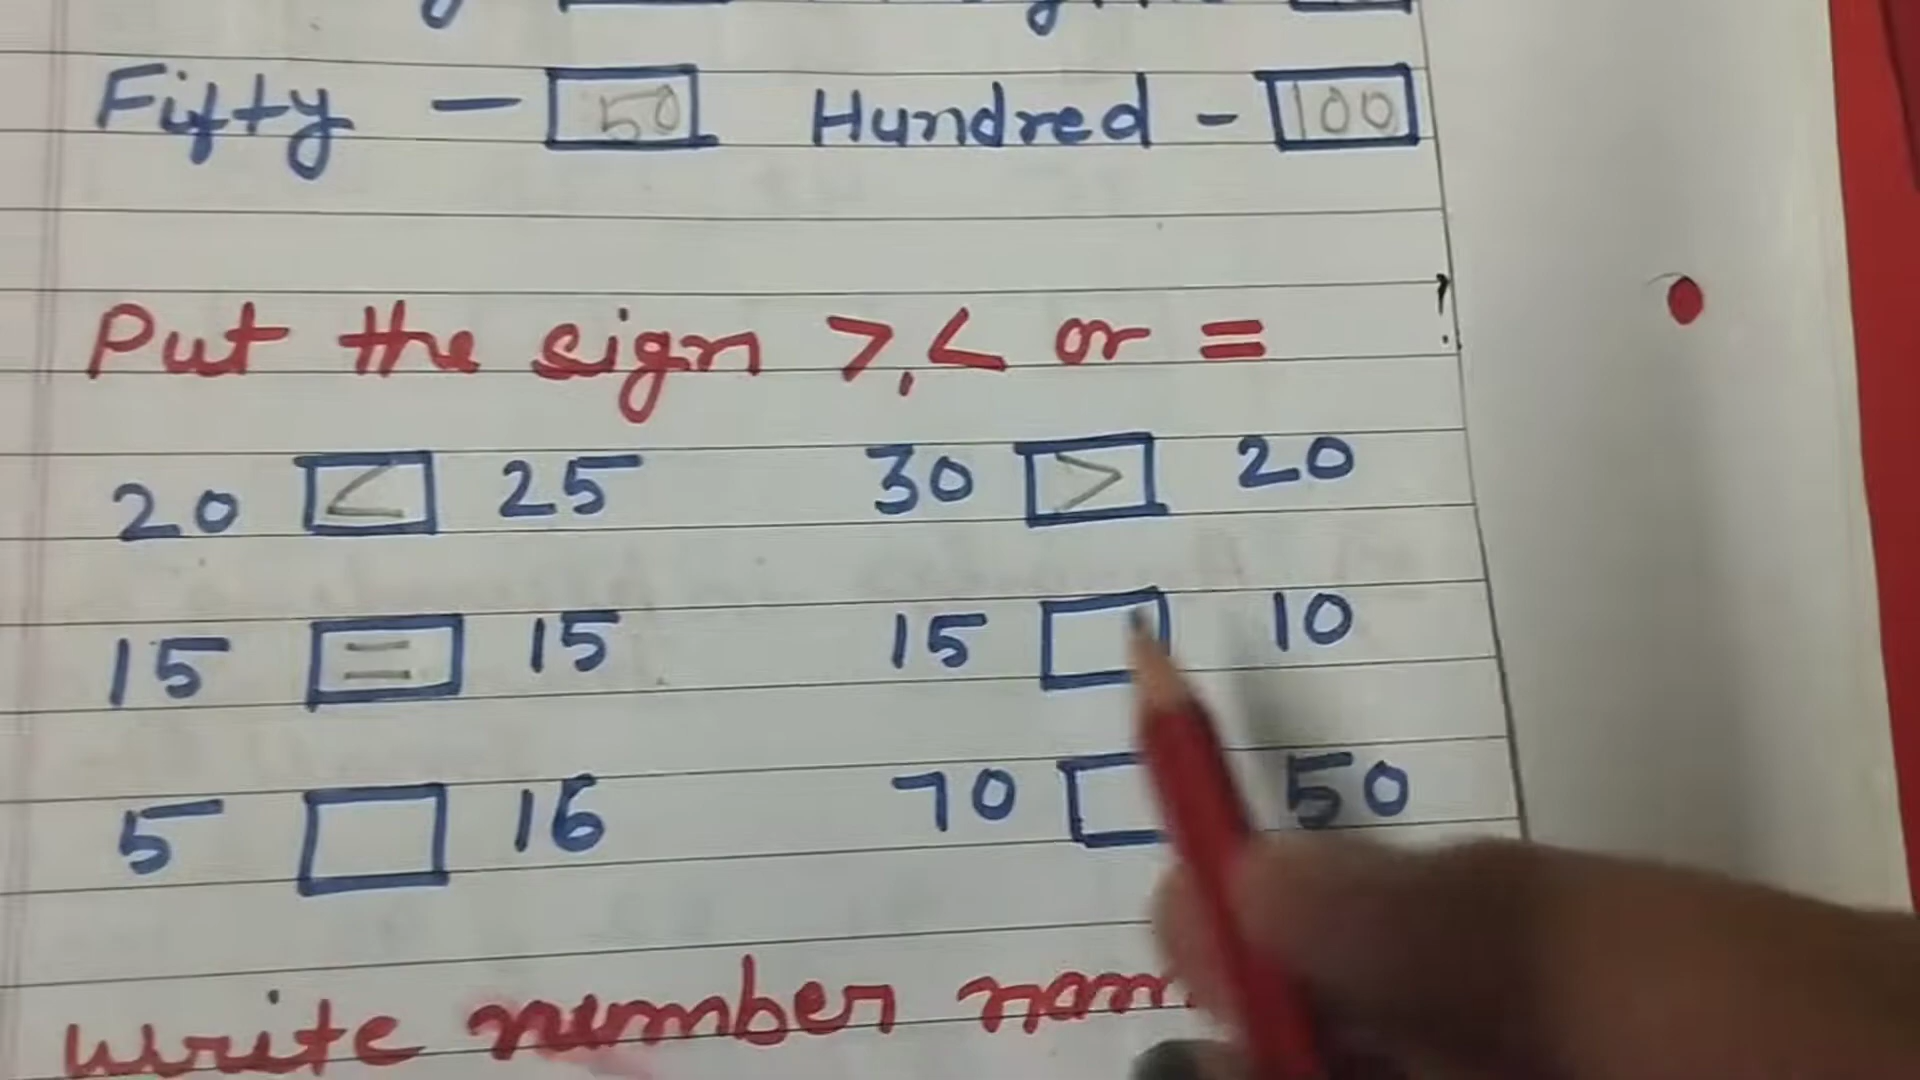 Fifty - 50 Hundred - 100
Put the sign >, < or =
20 < 25 30 > 20
15 = 15 15 10
5 16 70 50
Write number